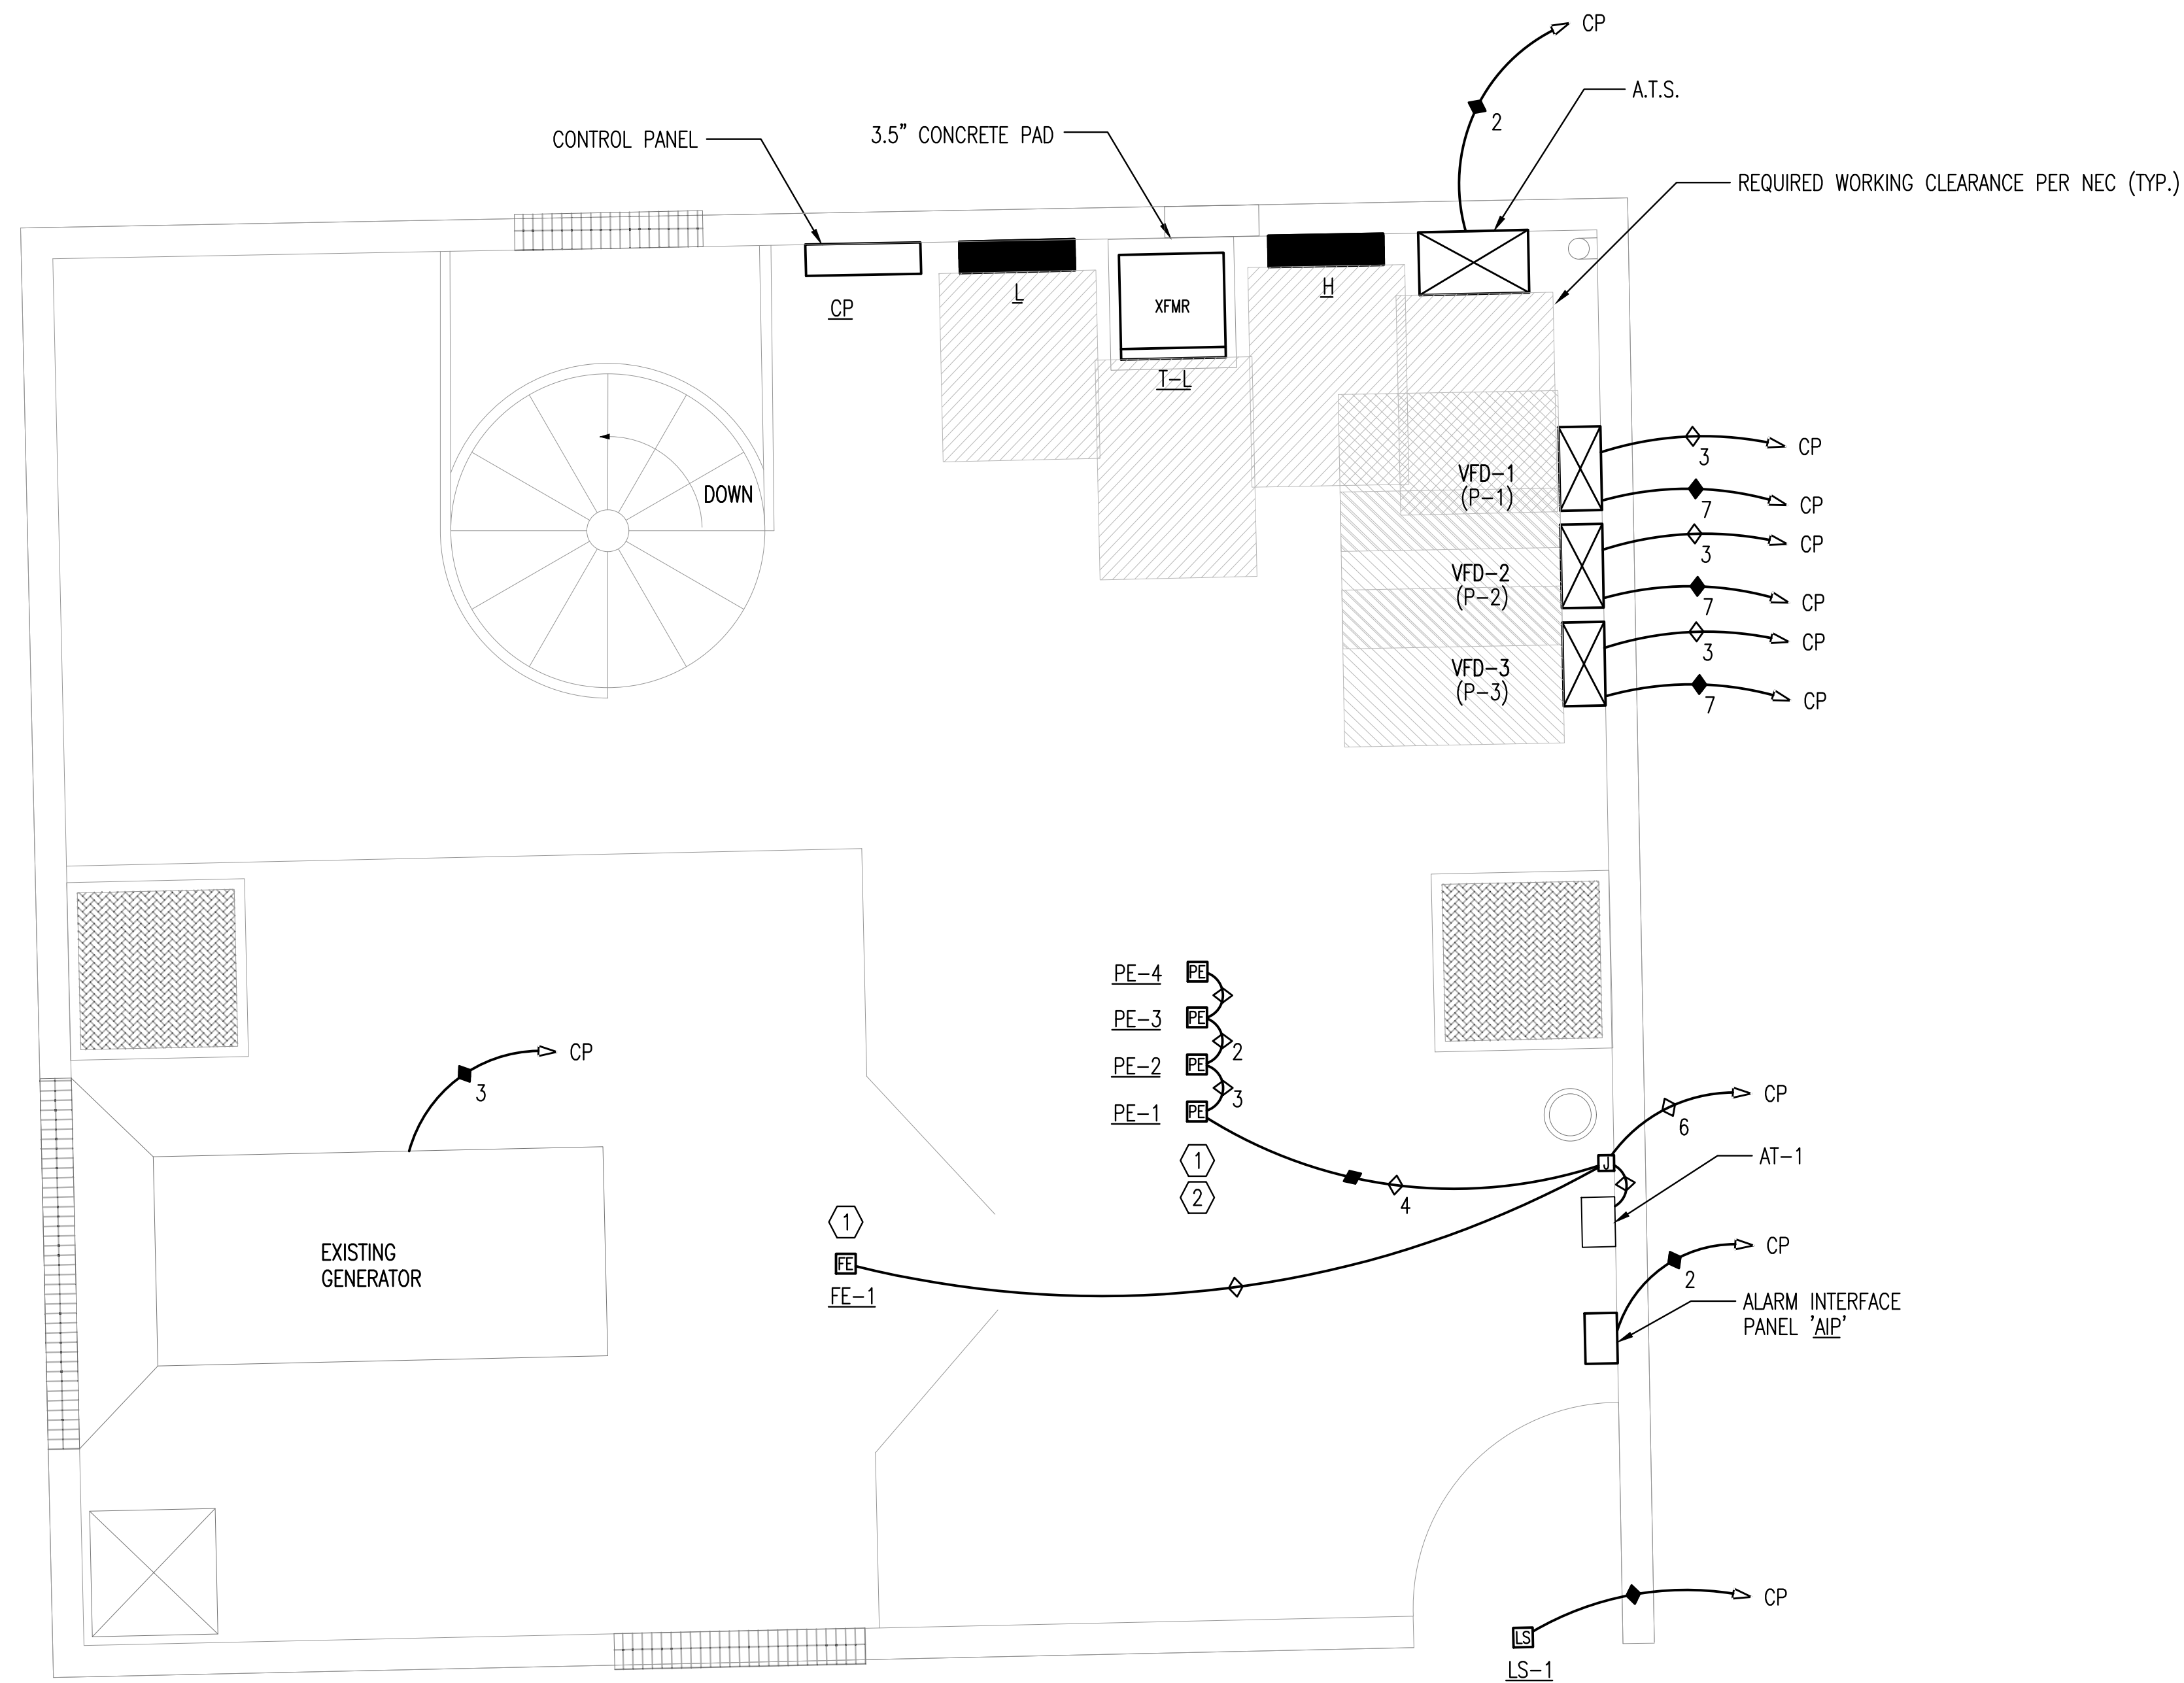 CP
A.T.S.
2
CONTROL PANEL
3.5" CONCRETE PAD
REQUIRED WORKING CLEARANCE PER NEC (TYP.)
CP
L
XFMR
T-L
H
DOWN
VFD-1
(P-1)
3
CP
7
CP
VFD-2
(P-2)
3
CP
7
CP
VFD-3
(P-3)
3
CP
7
CP
PE-4
PE
PE-3
PE
2
PE-2
PE
3
PE-1
PE
CP
3
1
2
4
J
6
CP
AT-1
1
FE
FE-1
EXISTING
GENERATOR
CP
2
ALARM INTERFACE
PANEL 'AIP'
CP
LS
LS-1